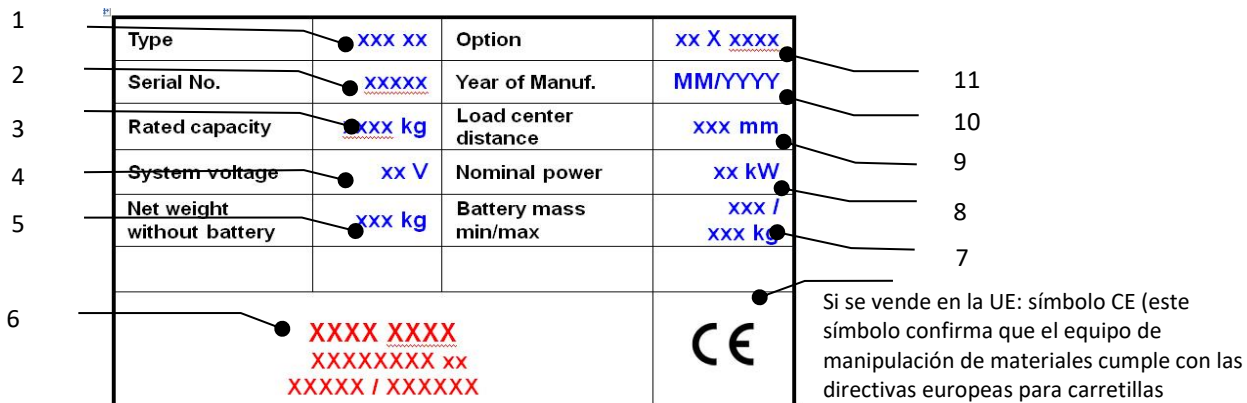 1
Type xxx xx Option xx X xxxx
11
2
Serial No. xxxxx Year of Manuf. MM/YYYY
10
3
Rated capacity xxxx kg Load center distance xxx mm
9
4
System voltage xx V Nominal power xx kW
8
5
Net weight without battery xxx kg Battery mass min/max xxx / xxx kg
7
6
XXXX XXXX
XXXXXXXX xx
XXXXX / XXXXXX
CE
Si se vende en la UE: símbolo CE (este
símbolo confirma que el equipo de
manipulación de materiales cumple con las
directivas europeas para carretillas